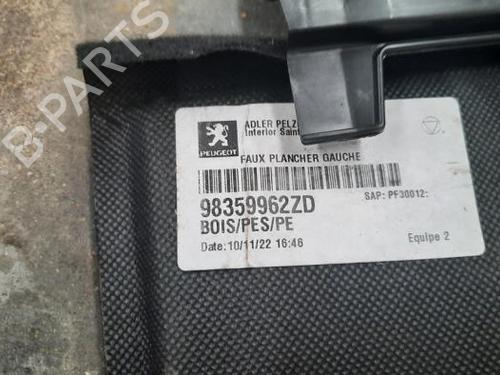 ADLER PELZ
Interior Saint
PEUGEOT
FAUX PLANCHER GAUCHE
SAP: PF30012:
98359962ZD
BOIS/PES/PE
Equipe 2
Date:10/11/22 16:46
B-PARTS